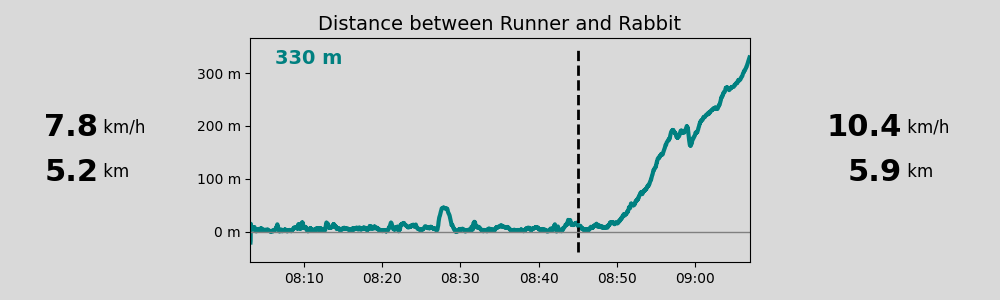 Distance between Runner and Rabbit
330 m
300 m
200 m
100 m
0 m
08:10 08:20 08:30 08:40 08:50 09:00
7.8 km/h
5.2 km
10.4 km/h
5.9 km